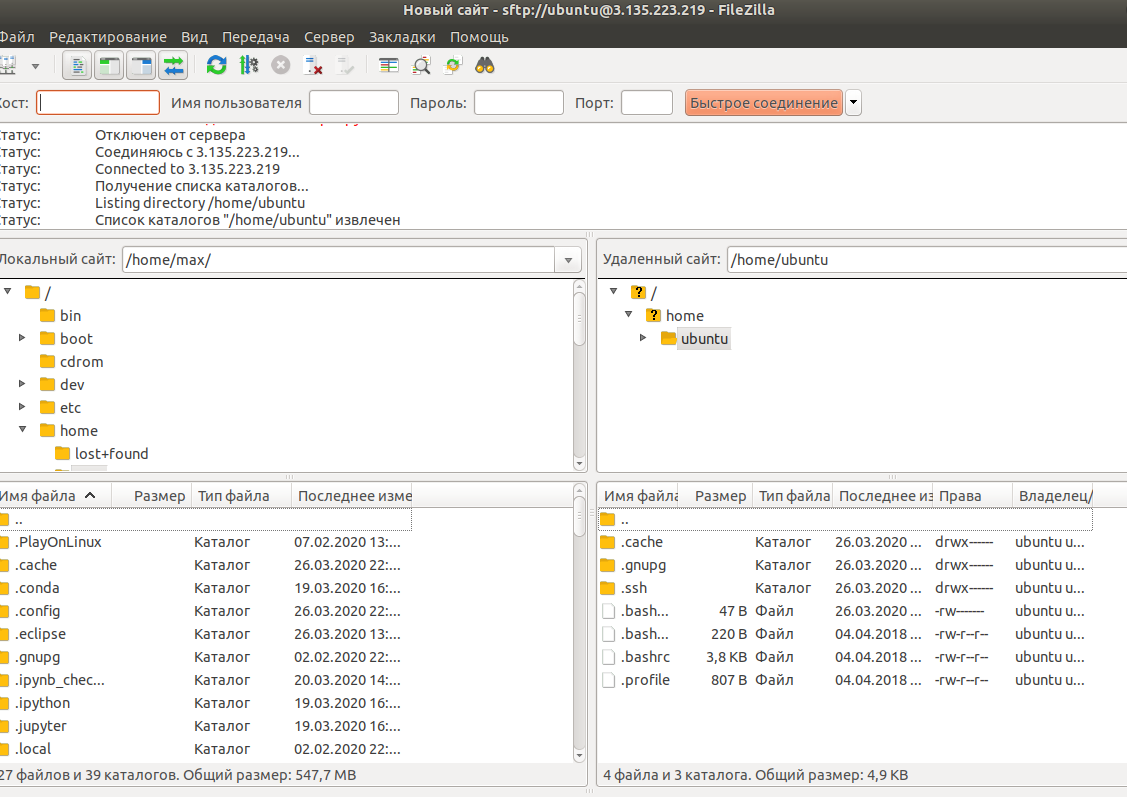 Новый сайт - sftp://ubuntu@3.135.223.219 - FileZilla
Файл Редактирование Вид Передача Сервер Закладки Помощь
Хост: Имя пользователя Пароль: Порт: Быстрое соединение
Статус: Отключен от сервера
Статус: Соединяюсь с 3.135.223.219...
Статус: Connected to 3.135.223.219
Статус: Получение списка каталогов...
Статус: Listing directory /home/ubuntu
Статус: Список каталогов "/home/ubuntu" извлечен
Локальный сайт: /home/max/
/
bin
boot
cdrom
dev
etc
home
lost+found
Удаленный сайт: /home/ubuntu
/
home
ubuntu
Имя файла Размер Тип файла Последнее изме
..
.PlayOnLinux Каталог 07.02.2020 13:...
.cache Каталог 26.03.2020 22:...
.conda Каталог 19.03.2020 16:...
.config Каталог 26.03.2020 22:...
.eclipse Каталог 26.03.2020 13:...
.gnupg Каталог 02.02.2020 22:...
.ipynb_chec... Каталог 20.03.2020 14:...
.ipython Каталог 19.03.2020 16:...
.jupyter Каталог 19.03.2020 16:...
.local Каталог 02.02.2020 22:...
27 файлов и 39 каталогов. Общий размер: 547,7 MB
Имя файла Размер Тип файла Последнее из Права Владелец/
..
.cache Каталог 26.03.2020 ... drwx------ ubuntu u...
.gnupg Каталог 26.03.2020 ... drwx------ ubuntu u...
.ssh Каталог 26.03.2020 ... drwx------ ubuntu u...
.bash... 47 B Файл 26.03.2020 ... -rw------- ubuntu u...
.bash... 220 B Файл 04.04.2018 ... -rw-r--r-- ubuntu u...
.bashrc 3,8 KB Файл 04.04.2018 ... -rw-r--r-- ubuntu u...
.profile 807 B Файл 04.04.2018 ... -rw-r--r-- ubuntu u...
4 файла и 3 каталога. Общий размер: 4,9 KB